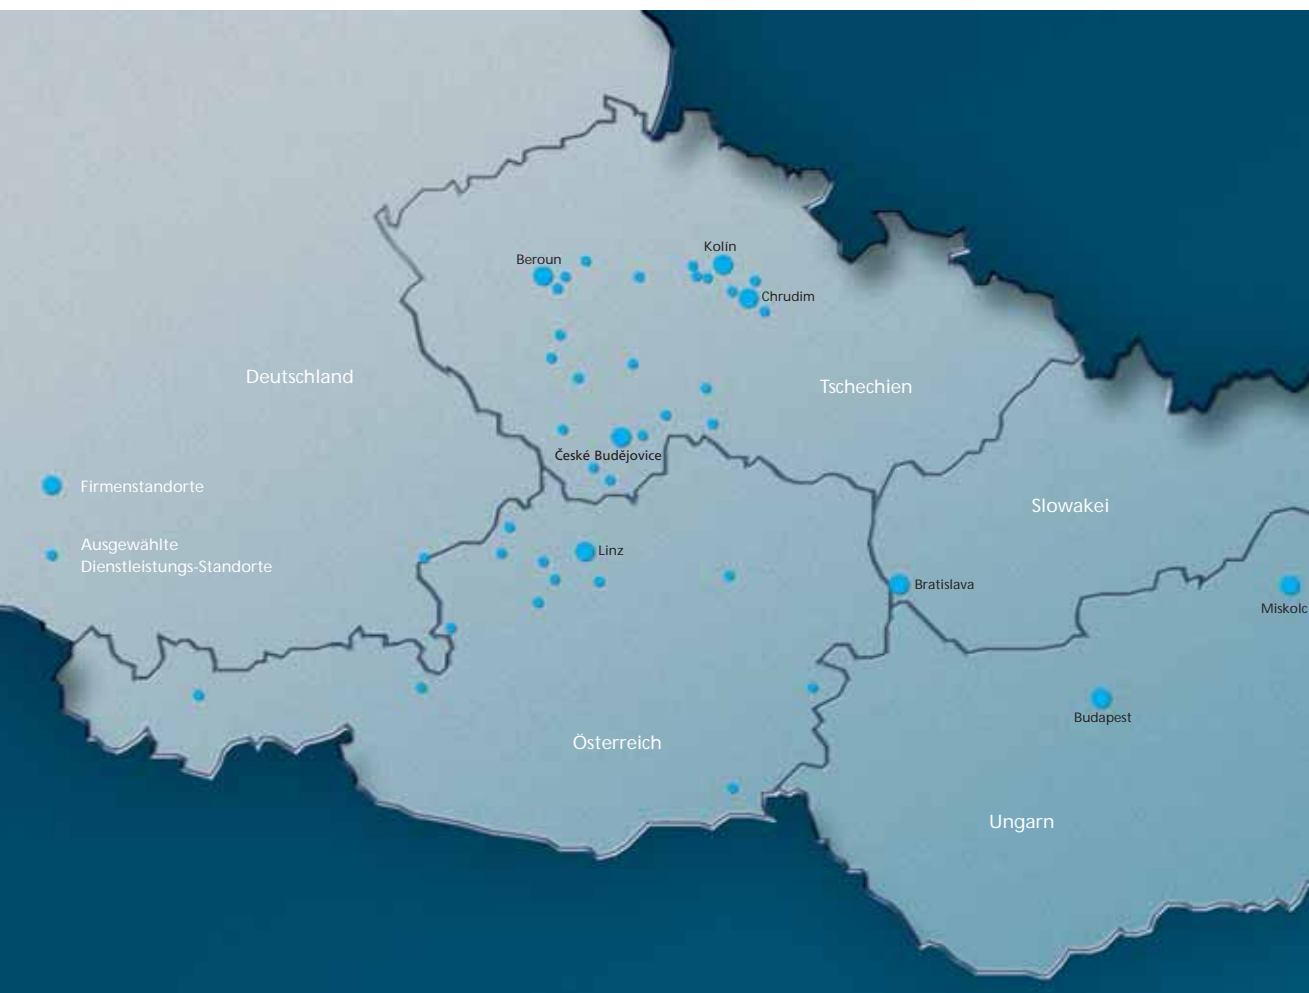 Kolín
Beroun
Chrudim
Deutschland
Tschechien
České Budějovice
Firmenstandorte
Slowakei
Ausgewählte
Dienstleistungs-Standorte
Linz
Bratislava
Miskolc
Budapest
Österreich
Ungarn